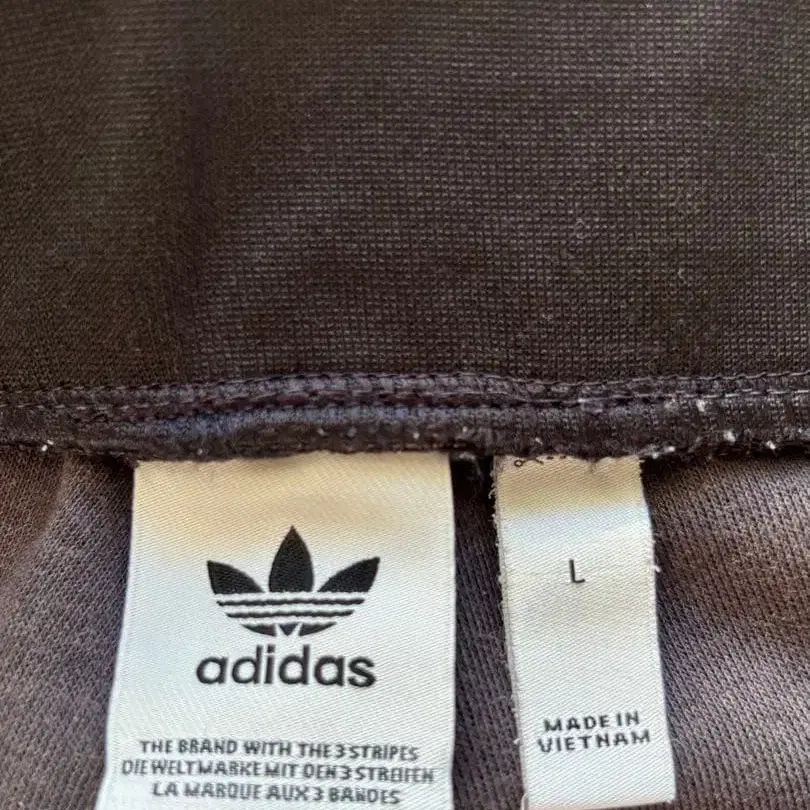 adidas
THE BRAND WITH THE 3 STRIPES
DIE WELTMARKE MIT DEN 3 STREIFEN
LA MARQUE AUX 3 BANDES
L
MADE IN
VIETNAM